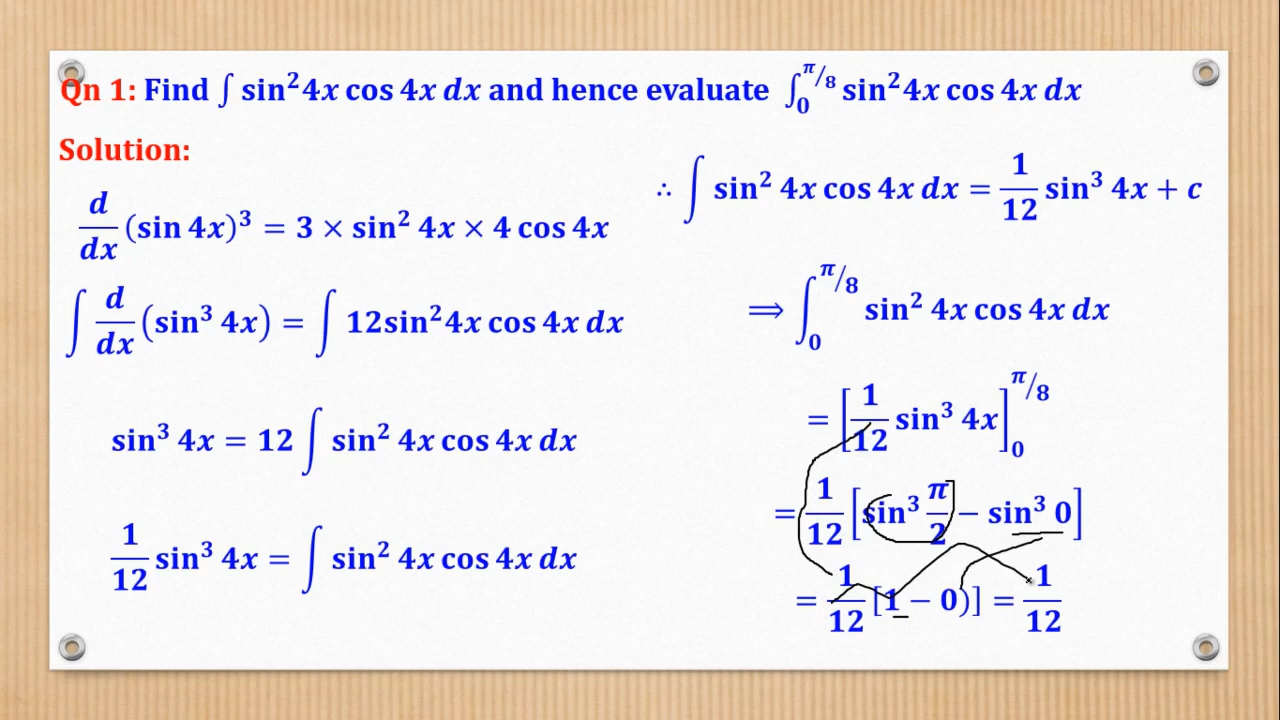 Qn 1: Find ∫ sin²4x cos 4x dx and hence evaluate ∫₀^(π/8) sin²4x cos 4x dx
Solution:
d/dx (sin 4x)³ = 3 × sin² 4x × 4 cos 4x
∫ d/dx (sin³ 4x) = ∫ 12sin²4x cos 4x dx
sin³ 4x = 12 ∫ sin² 4x cos 4x dx
1/12 sin³ 4x = ∫ sin² 4x cos 4x dx
∴ ∫ sin² 4x cos 4x dx = 1/12 sin³ 4x + c
⟹ ∫₀^(π/8) sin² 4x cos 4x dx
= [1/12 sin³ 4x]₀^(π/8)
= 1/12 [sin³ π/2 − sin³ 0]
= 1/12 [1 − 0)] = 1/12